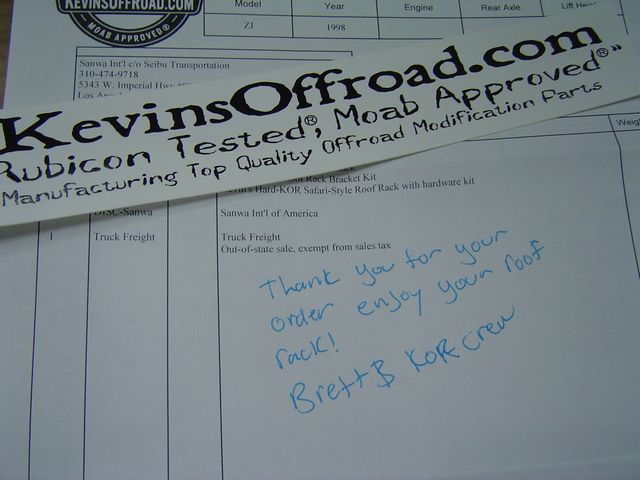 KEVINSOFFROAD.COM
MOAB APPROVED®
Model Year Engine Rear Axle Lift
ZJ 1998
Sanwa Int'l c/o Seibu Transportation
310-474-9718
5343 W. Imperial
Los
KevinsOffroad.com
Rubicon Tested®, Moab Approved®"
Manufacturing Top Quality Offroad Modification Parts
Rack Bracket Kit
Hard-KOR Safari-Style Roof Rack with hardware kit
DISC-Sanwa Sanwa Int'l of America
1 Truck Freight Truck Freight
Out-of-state sale, exempt from sales tax
Thank you for your
order enjoy your roof
rack!
Brett B KOR crew